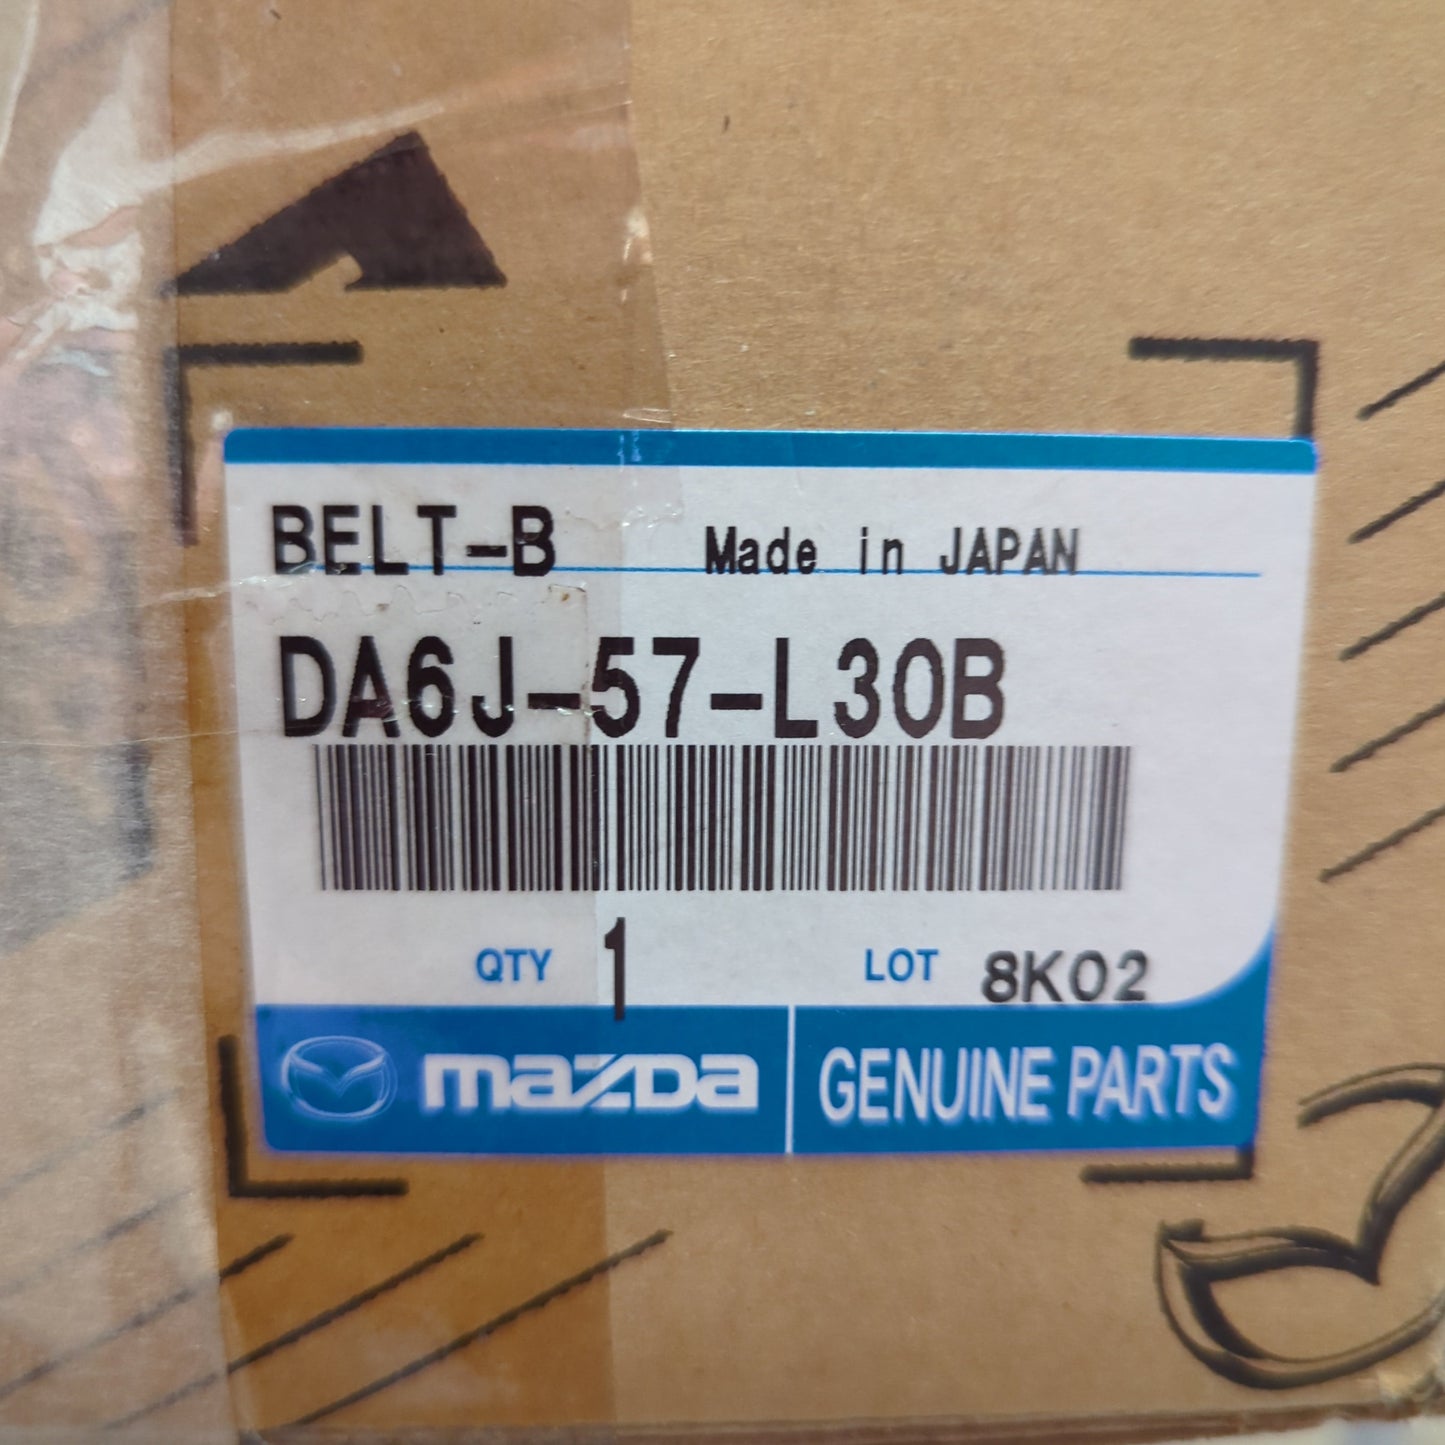 BELT-B Made in JAPAN
DA6J-57-L30B
QTY 1 LOT 8K02
mazda GENUINE PARTS